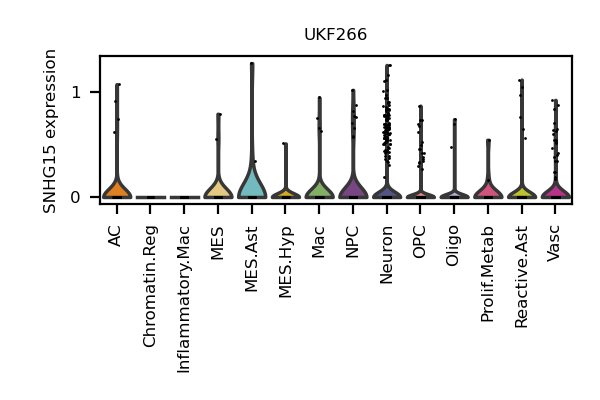 UKF266
SNHG15 expression
1
0
AC
Chromatin.Reg
Inflammatory.Mac
MES
MES.Ast
MES.Hyp
Mac
NPC
Neuron
OPC
Oligo
Prolif.Metab
Reactive.Ast
Vasc